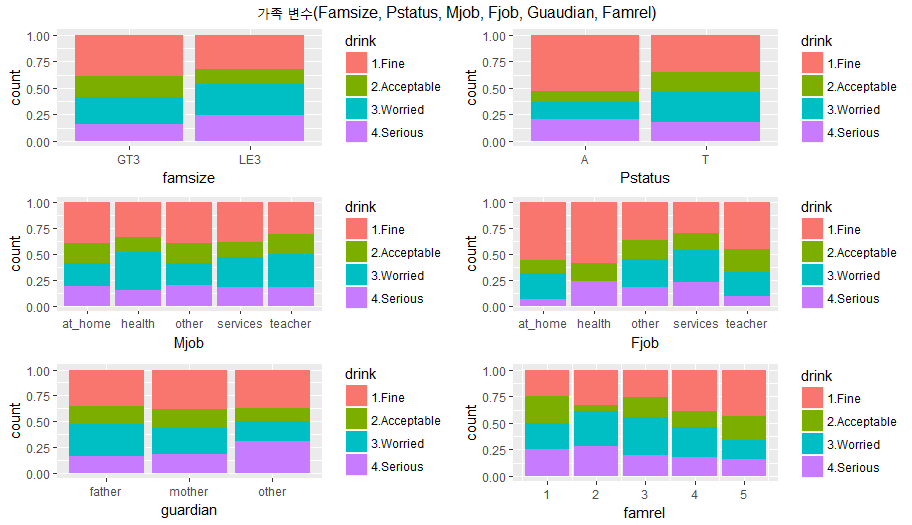 가족 변수(Famsize, Pstatus, Mjob, Fjob, Guaudian, Famrel)
count
1.00
0.75
0.50
0.25
0.00
GT3 LE3
famsize
drink
1.Fine
2.Acceptable
3.Worried
4.Serious
count
1.00
0.75
0.50
0.25
0.00
A T
Pstatus
drink
1.Fine
2.Acceptable
3.Worried
4.Serious
count
1.00
0.75
0.50
0.25
0.00
at_home health other services teacher
Mjob
drink
1.Fine
2.Acceptable
3.Worried
4.Serious
count
1.00
0.75
0.50
0.25
0.00
at_home health other services teacher
Fjob
drink
1.Fine
2.Acceptable
3.Worried
4.Serious
count
1.00
0.75
0.50
0.25
0.00
father mother other
guardian
drink
1.Fine
2.Acceptable
3.Worried
4.Serious
count
1.00
0.75
0.50
0.25
0.00
1 2 3 4 5
famrel
drink
1.Fine
2.Acceptable
3.Worried
4.Serious